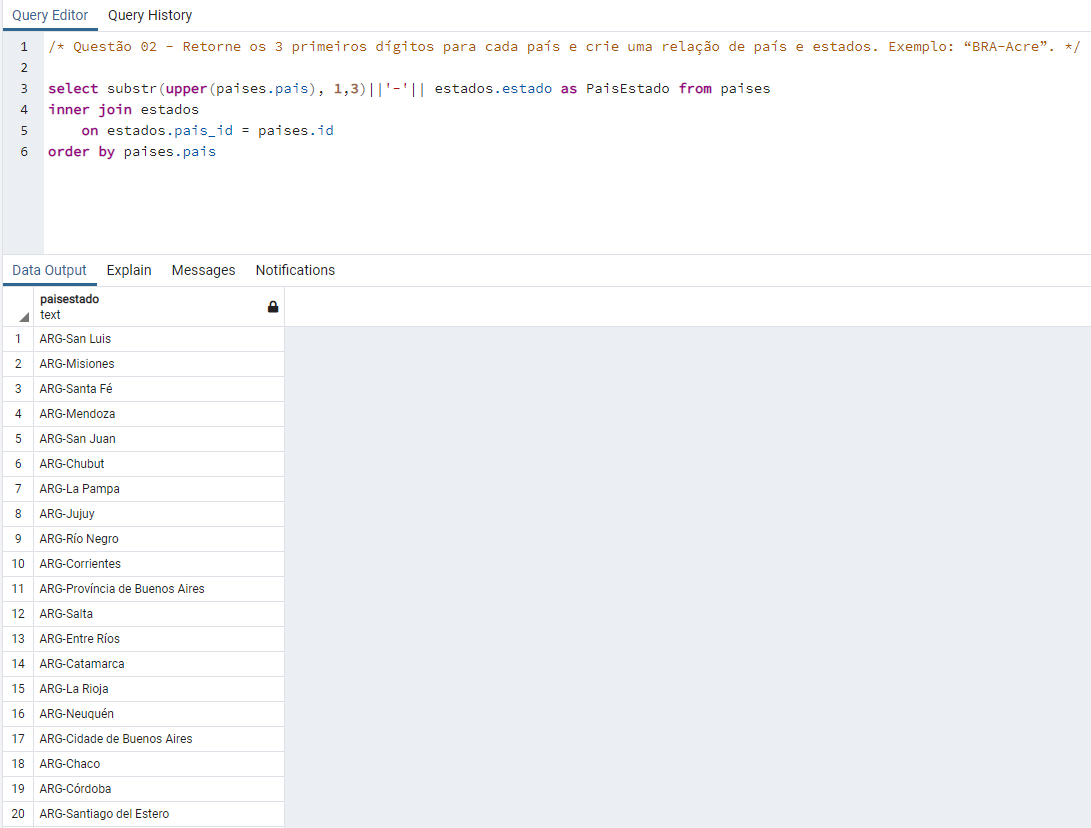 Query Editor Query History
1 /* Questão 02 - Retorne os 3 primeiros dígitos para cada país e crie uma relação de país e estados. Exemplo: “BRA-Acre”. */
2
3 select substr(upper(paises.pais), 1,3)||'-'|| estados.estado as PaisEstado from paises
4 inner join estados
5 on estados.pais_id = paises.id
6 order by paises.pais
Data Output Explain Messages Notifications
paisestado
text
1 ARG-San Luis
2 ARG-Misiones
3 ARG-Santa Fé
4 ARG-Mendoza
5 ARG-San Juan
6 ARG-Chubut
7 ARG-La Pampa
8 ARG-Jujuy
9 ARG-Río Negro
10 ARG-Corrientes
11 ARG-Província de Buenos Aires
12 ARG-Salta
13 ARG-Entre Ríos
14 ARG-Catamarca
15 ARG-La Rioja
16 ARG-Neuquén
17 ARG-Cidade de Buenos Aires
18 ARG-Chaco
19 ARG-Córdoba
20 ARG-Santiago del Estero